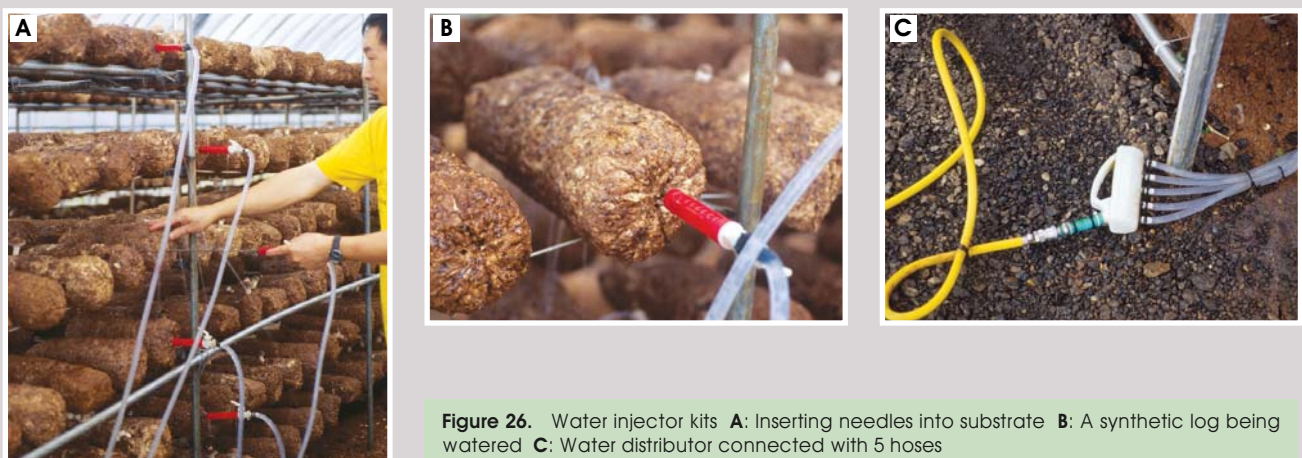 A
B
C
Figure 26. Water injector kits A: Inserting needles into substrate B: A synthetic log being
watered C: Water distributor connected with 5 hoses